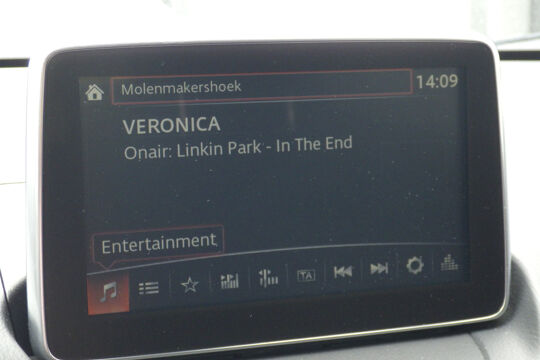 Molenmakershoek 14:09
VERONICA
Onair: Linkin Park - In The End
Entertainment
TA